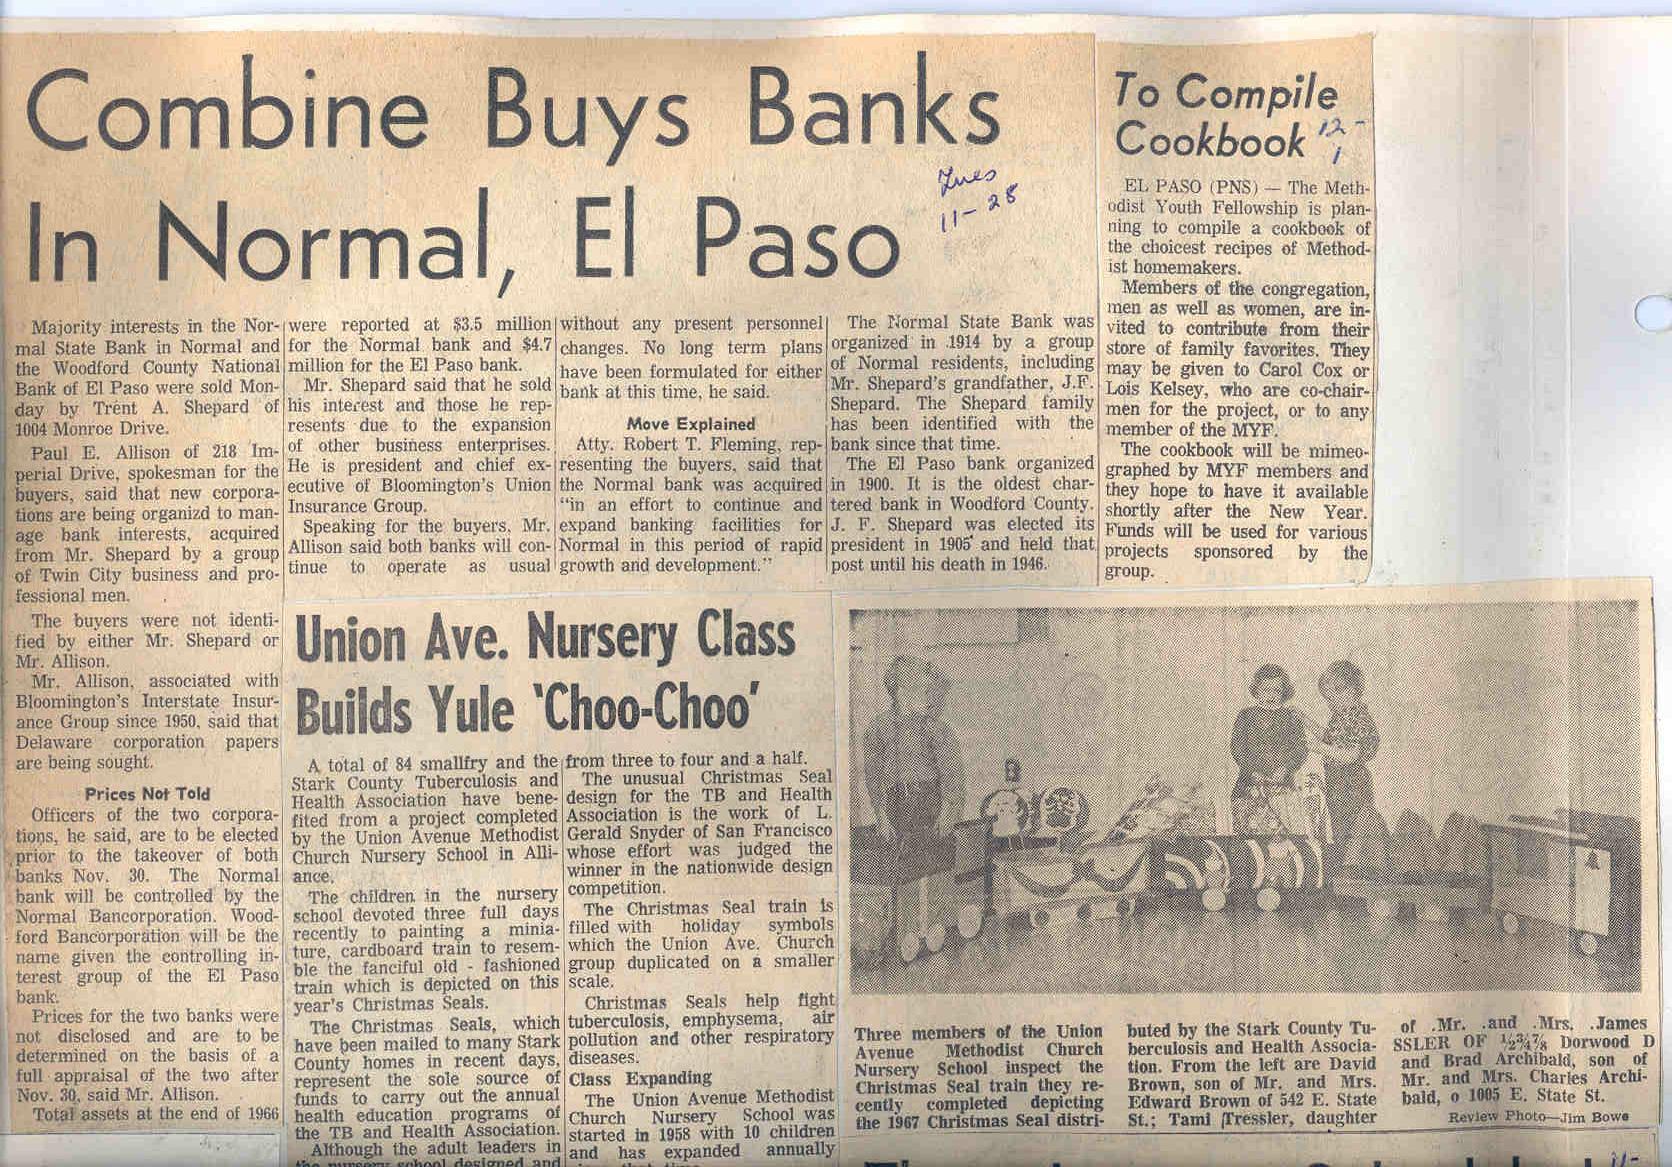 Combine Buys Banks
In Normal, El Paso
Tues
11-28
Majority interests in the Nor-
mal State Bank in Normal and
the Woodford County National
Bank of El Paso were sold Mon-
day by Trent A. Shepard of
1004 Monroe Drive.
Paul E. Allison of 218 Im-
perial Drive, spokesman for the
buyers, said that new corpora-
tions are being organizd to man-
age bank interests, acquired
from Mr. Shepard by a group
of Twin City business and pro-
fessional men.
The buyers were not identi-
fied by either Mr. Shepard or
Mr. Allison.
Mr. Allison, associated with
Bloomington's Interstate Insur-
ance Group since 1950, said that
Delaware corporation papers
are being sought.
Prices Not Told
Officers of the two corpora-
tions, he said, are to be elected
prior to the takeover of both
banks Nov. 30. The Normal
bank will be controlled by the
Normal Bancorporation. Wood-
ford Bancorporation will be the
name given the controlling in-
terest group of the El Paso
bank.
Prices for the two banks were
not disclosed and are to be
determined on the basis of a
full appraisal of the two after
Nov. 30, said Mr. Allison.
Total assets at the end of 1966
were reported at $3.5 million
for the Normal bank and $4.7
million for the El Paso bank.
Mr. Shepard said that he sold
his interest and those he rep-
resents due to the expansion
of other business enterprises.
He is president and chief ex-
ecutive of Bloomington's Union
Insurance Group.
Speaking for the buyers, Mr.
Allison said both banks will con-
tinue to operate as usual
without any present personnel
changes. No long term plans
have been formulated for either
bank at this time, he said.
Move Explained
Atty. Robert T. Fleming, rep-
resenting the buyers, said that
the Normal bank was acquired
"in an effort to continue and
expand banking facilities for
Normal in this period of rapid
growth and development."
The Normal State Bank was
organized in 1914 by a group
of Normal residents, including
Mr. Shepard's grandfather, J.F.
Shepard. The Shepard family
has been identified with the
bank since that time.
The El Paso bank organized
in 1900. It is the oldest char-
tered bank in Woodford County.
J. F. Shepard was elected its
president in 1905 and held that
post until his death in 1946.
To Compile
Cookbook
12-
1
EL PASO (PNS) — The Meth-
odist Youth Fellowship is plan-
ning to compile a cookbook of
the choicest recipes of Method-
ist homemakers.
Members of the congregation,
men as well as women, are in-
vited to contribute from their
store of family favorites. They
may be given to Carol Cox or
Lois Kelsey, who are co-chair-
men for the project, or to any
member of the MYF.
The cookbook will be mimeo-
graphed by MYF members and
they hope to have it available
shortly after the New Year.
Funds will be used for various
projects sponsored by the
group.
Union Ave. Nursery Class
Builds Yule 'Choo-Choo'
A total of 84 smallfry and the
Stark County Tuberculosis and
Health Association have bene-
fited from a project completed
by the Union Avenue Methodist
Church Nursery School in Alli-
ance.
The children in the nursery
school devoted three full days
recently to painting a minia-
ture, cardboard train to resem-
ble the fanciful old - fashioned
train which is depicted on this
year's Christmas Seals.
The Christmas Seals, which
have been mailed to many Stark
County homes in recent days,
represent the sole source of
funds to carry out the annual
health education programs of
the TB and Health Association.
Although the adult leaders in
the nursery school designed and
from three to four and a half.
The unusual Christmas Seal
design for the TB and Health
Association is the work of L.
Gerald Snyder of San Francisco
whose effort was judged the
winner in the nationwide design
competition.
The Christmas Seal train is
filled with holiday symbols
which the Union Ave. Church
group duplicated on a smaller
scale.
Christmas Seals help fight
tuberculosis, emphysema, air
pollution and other respiratory
diseases.
Class Expanding
The Union Avenue Methodist
Church Nursery School was
started in 1958 with 10 children
and has expanded annually
Three members of the Union
Avenue Methodist Church
Nursery School inspect the
Christmas Seal train they re-
cently completed depicting
the 1967 Christmas Seal distri-
buted by the Stark County Tu-
berculosis and Health Associa-
tion. From the left are David
Brown, son of Mr. and Mrs.
Edward Brown of 542 E. State
St.; Tami Tressler, daughter
of .Mr. .and .Mrs. .James
SSLER OF ½¾⅞ Dorwood D
and Brad Archibald, son of
Mr. and Mrs. Charles Archi-
bald, o 1005 E. State St.
Review Photo—Jim Bowe
11-